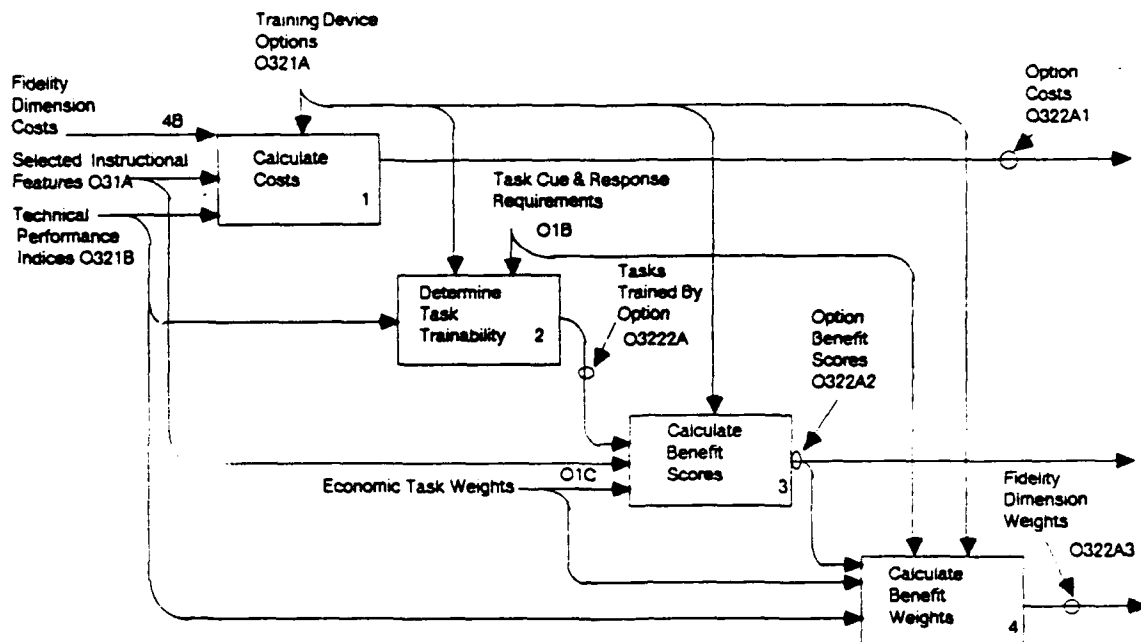 Training Device
Options
O321A
Fidelity
Dimension
Costs
4B
Selected Instructional
Features O31A
Technical
Performance
Indices O321B
Calculate
Costs
1
Option
Costs
O322A1
Task Cue & Response
Requirements
O1B
Determine
Task
Trainability
2
Tasks
Trained By
Option
O3222A
Option
Benefit
Scores
O322A2
Calculate
Benefit
Scores
3
Economic Task Weights
O1C
Fidelity
Dimension
Weights
O322A3
Calculate
Benefit
Weights
4